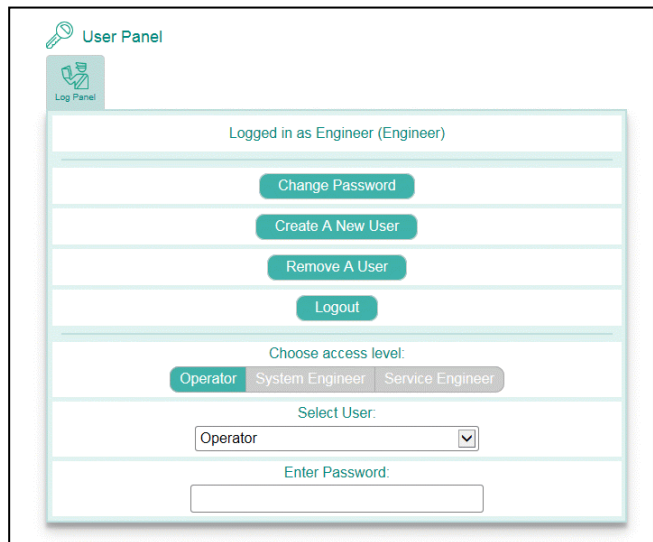 User Panel
Log Panel
Logged in as Engineer (Engineer)
Change Password
Create A New User
Remove A User
Logout
Choose access level:
Operator System Engineer Service Engineer
Select User:
Operator
Enter Password: